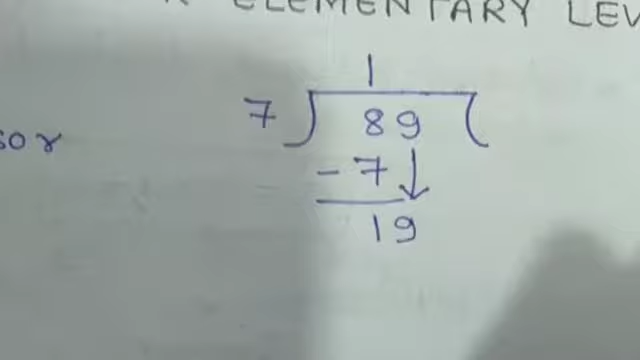 ELEMENTARY
1
7 ) 89 (
- 7 ↓
19